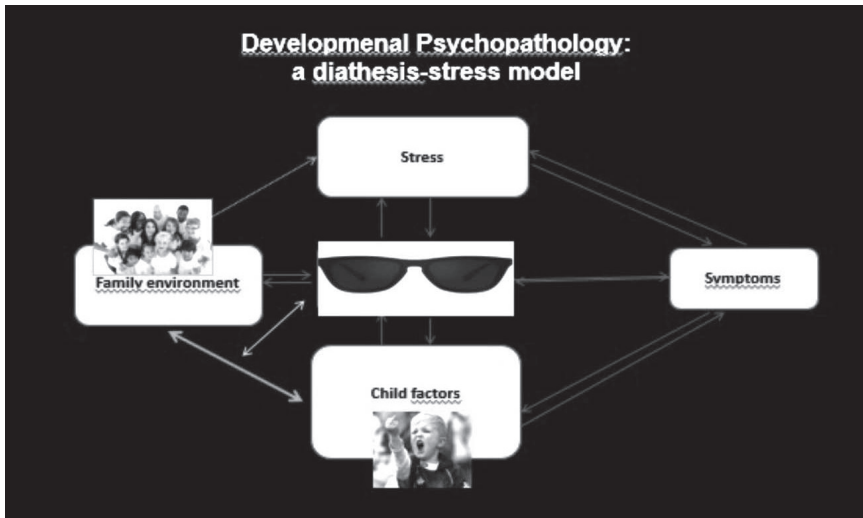 Developmenal Psychopathology:
a diathesis-stress model
Stress
Family environment
Symptoms
Child factors